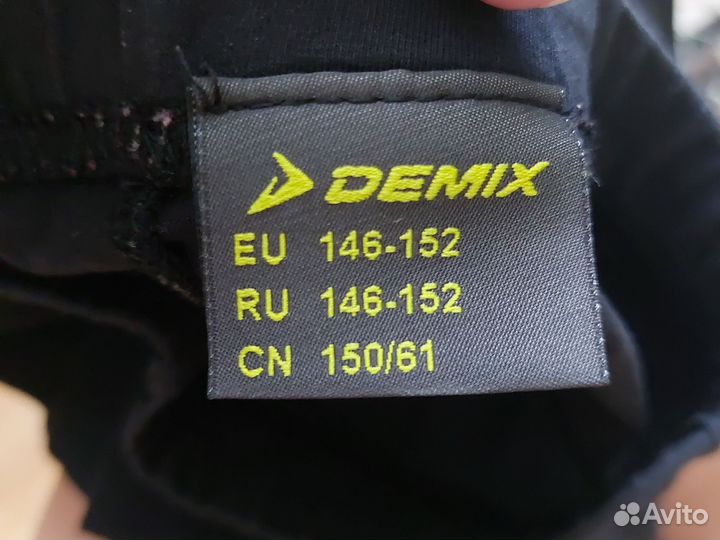 DEMIX
EU 146-152
RU 146-152
CN 150/61
Avito